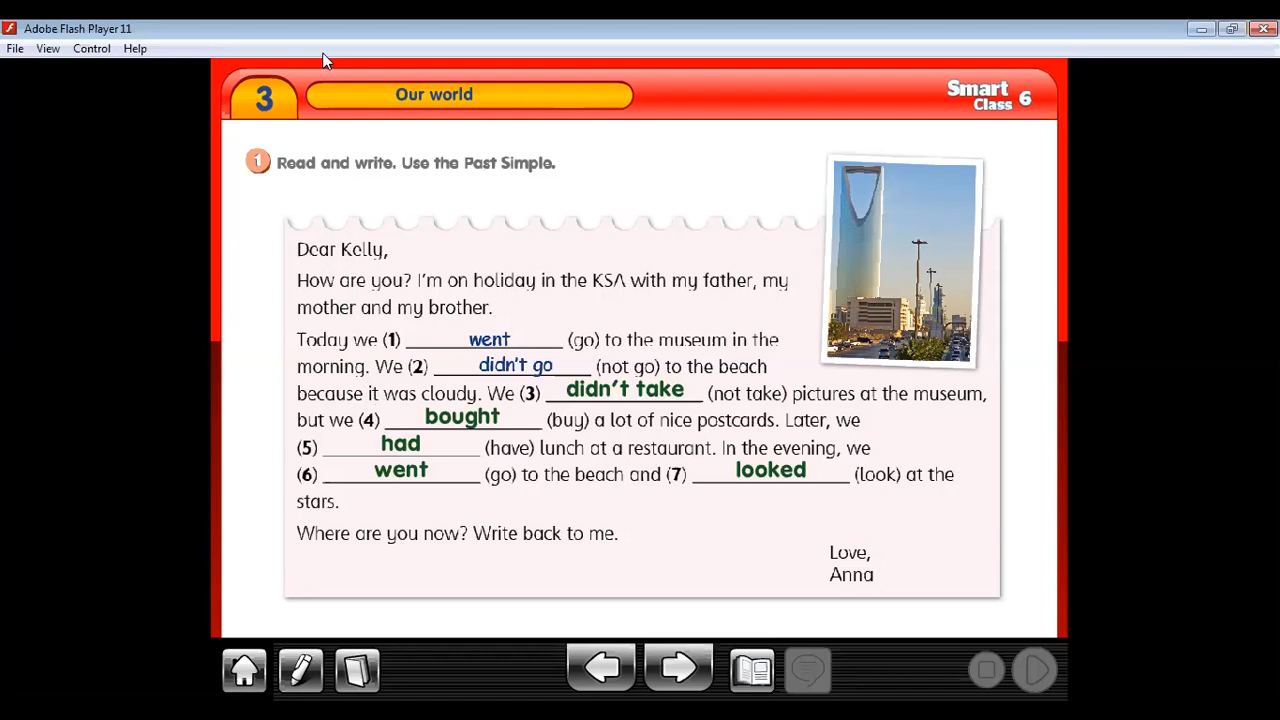 Adobe Flash Player 11
File View Control Help
3 Our world Smart Class 6
1 Read and write. Use the Past Simple.
Dear Kelly,
How are you? I'm on holiday in the KSA with my father, my
mother and my brother.
Today we (1) went (go) to the museum in the
morning. We (2) didn't go (not go) to the beach
because it was cloudy. We (3) didn't take (not take) pictures at the museum,
but we (4) bought (buy) a lot of nice postcards. Later, we
(5) had (have) lunch at a restaurant. In the evening, we
(6) went (go) to the beach and (7) looked (look) at the
stars.
Where are you now? Write back to me.
Love,
Anna